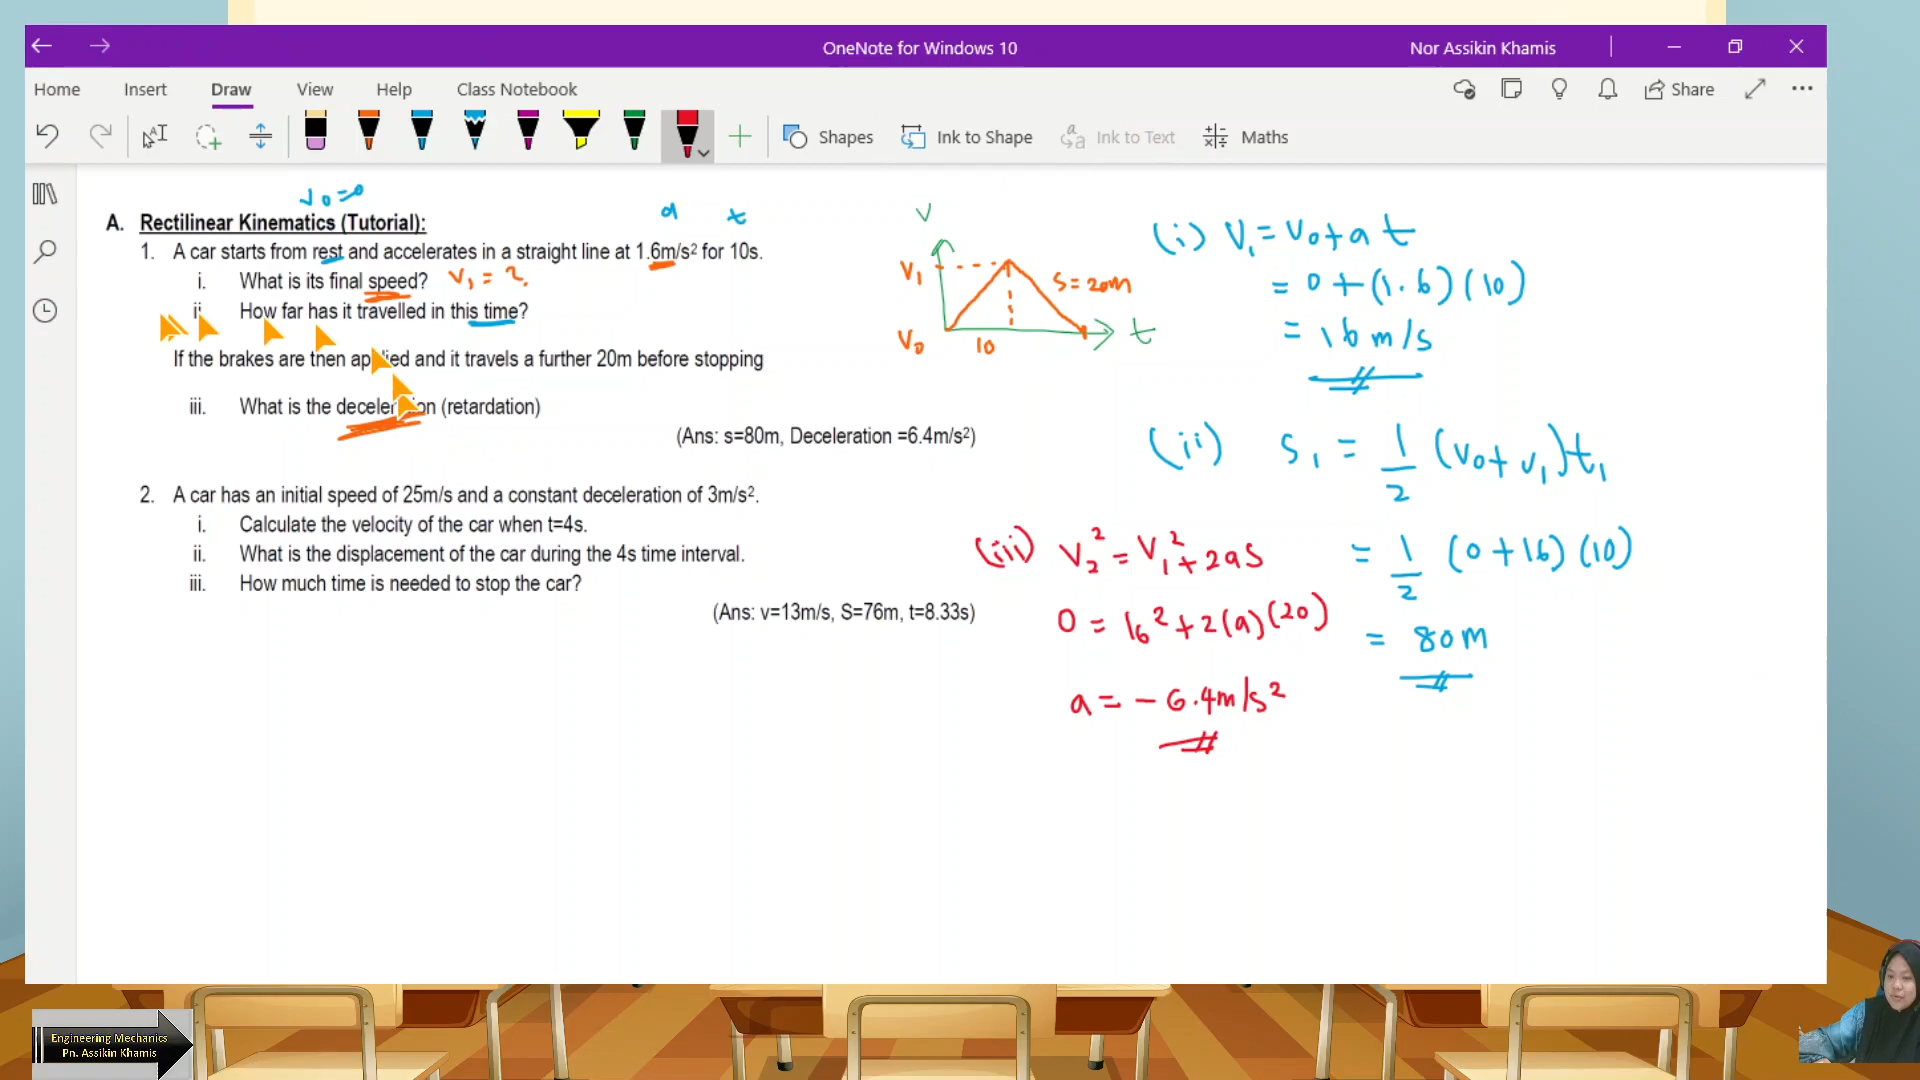 OneNote for Windows 10
Nor Assikin Khamis
Home Insert Draw View Help Class Notebook Share
Shapes Ink to Shape Ink to Text Maths
v0=0
A. Rectilinear Kinematics (Tutorial):
a t
1. A car starts from rest and accelerates in a straight line at 1.6m/s² for 10s.
i. What is its final speed? V1 = ?
ii. How far has it travelled in this time?
If the brakes are then applied and it travels a further 20m before stopping
iii. What is the deceleration (retardation)
(Ans: s=80m, Deceleration =6.4m/s²)
2. A car has an initial speed of 25m/s and a constant deceleration of 3m/s².
i. Calculate the velocity of the car when t=4s.
ii. What is the displacement of the car during the 4s time interval.
iii. How much time is needed to stop the car?
(Ans: v=13m/s, S=76m, t=8.33s)
V
V1
S=20m
V0
10
t
(i) V1 = V0 + a t
= 0 + (1.6)(10)
= 16 m/s
(ii) S1 = 1/2 (V0 + V1)t1
= 1/2 (0 + 16)(10)
= 80m
(iii) V2² = V1² + 2as
0 = 16² + 2(a)(20)
a = - 6.4m/s²
Engineering Mechanics
Pn. Assikin Khamis